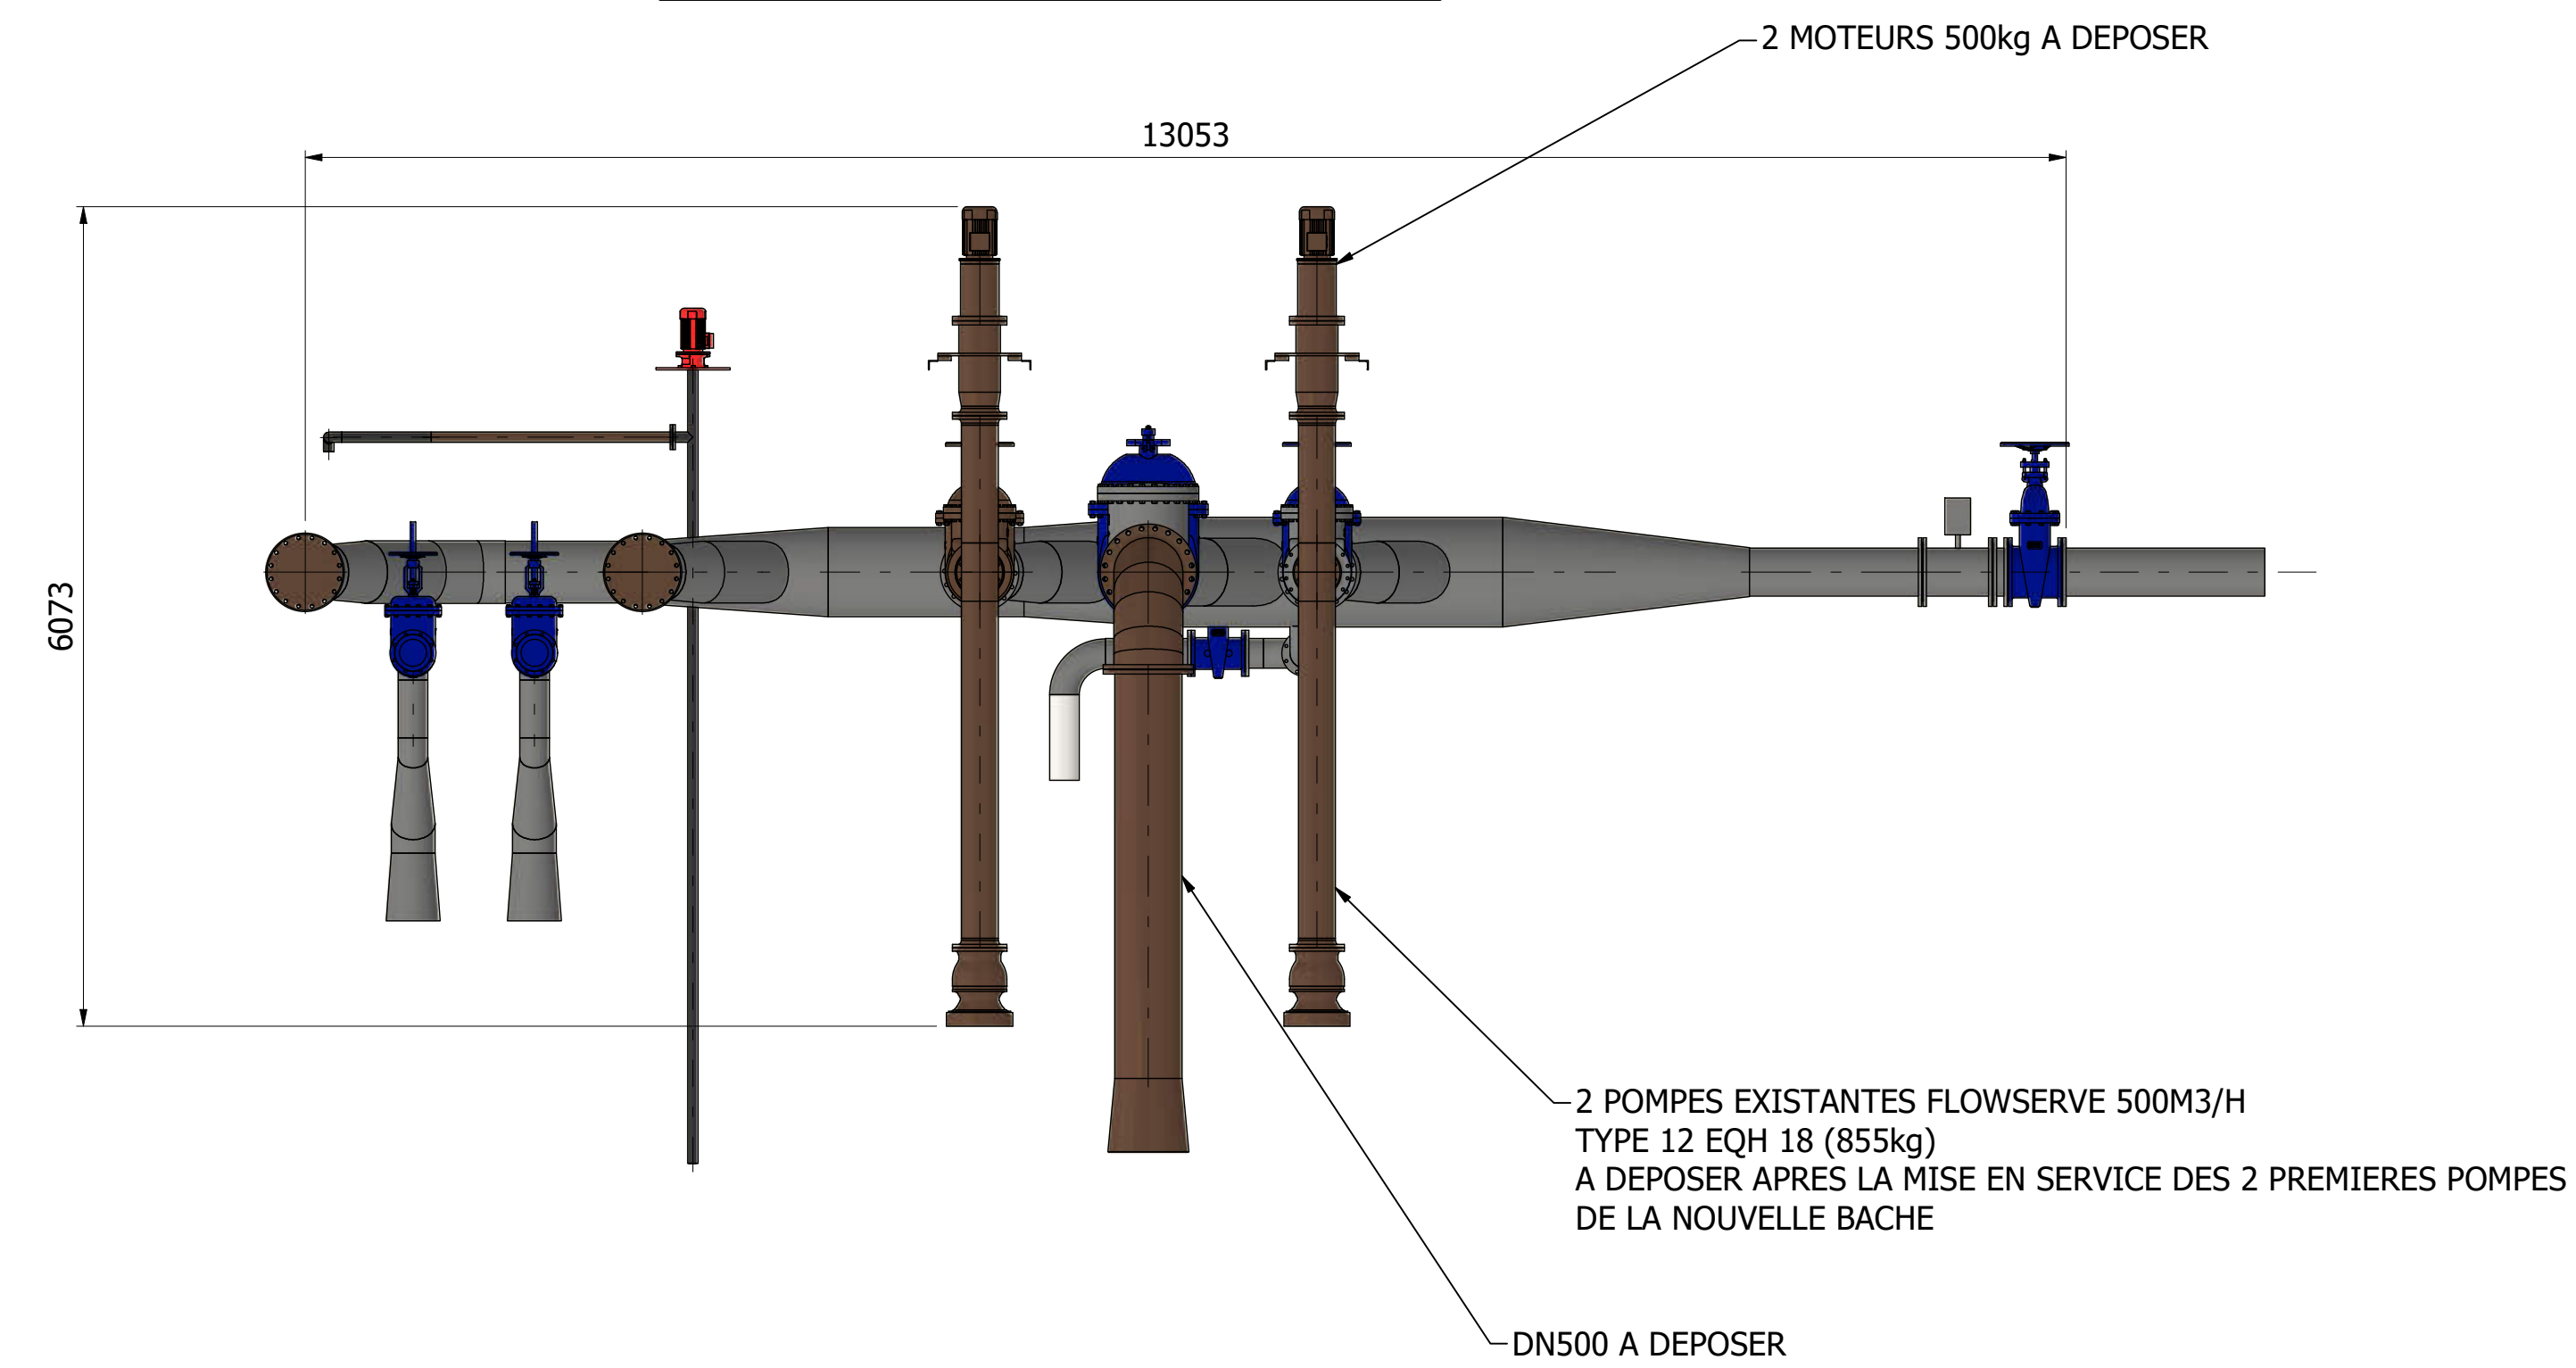 2 MOTEURS 500kg A DEPOSER
13053
6073
2 POMPES EXISTANTES FLOWSERVE 500M3/H
TYPE 12 EQH 18 (855kg)
A DEPOSER APRES LA MISE EN SERVICE DES 2 PREMIERES POMPES
DE LA NOUVELLE BACHE
DN500 A DEPOSER